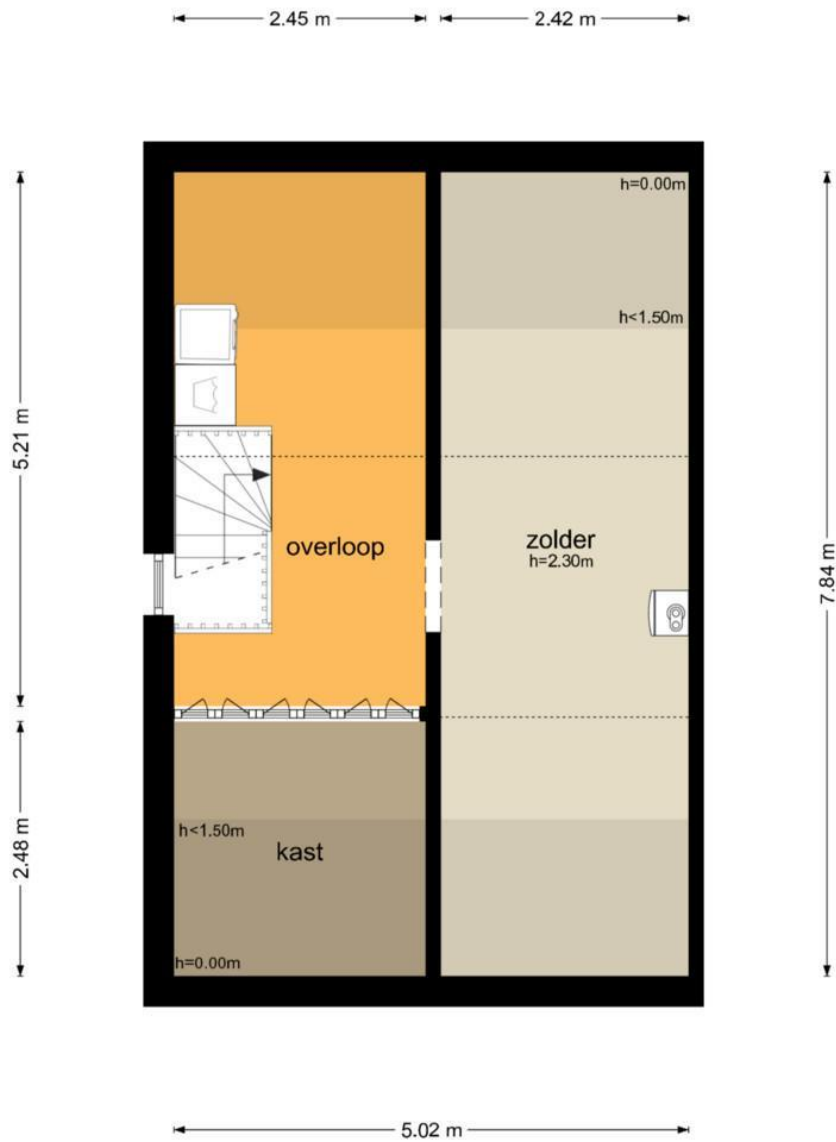 2.45 m
2.42 m
h=0.00m
h<1.50m
5.21 m
overloop
zolder
h=2.30m
7.84 m
2.48 m
h<1.50m
kast
h=0.00m
5.02 m